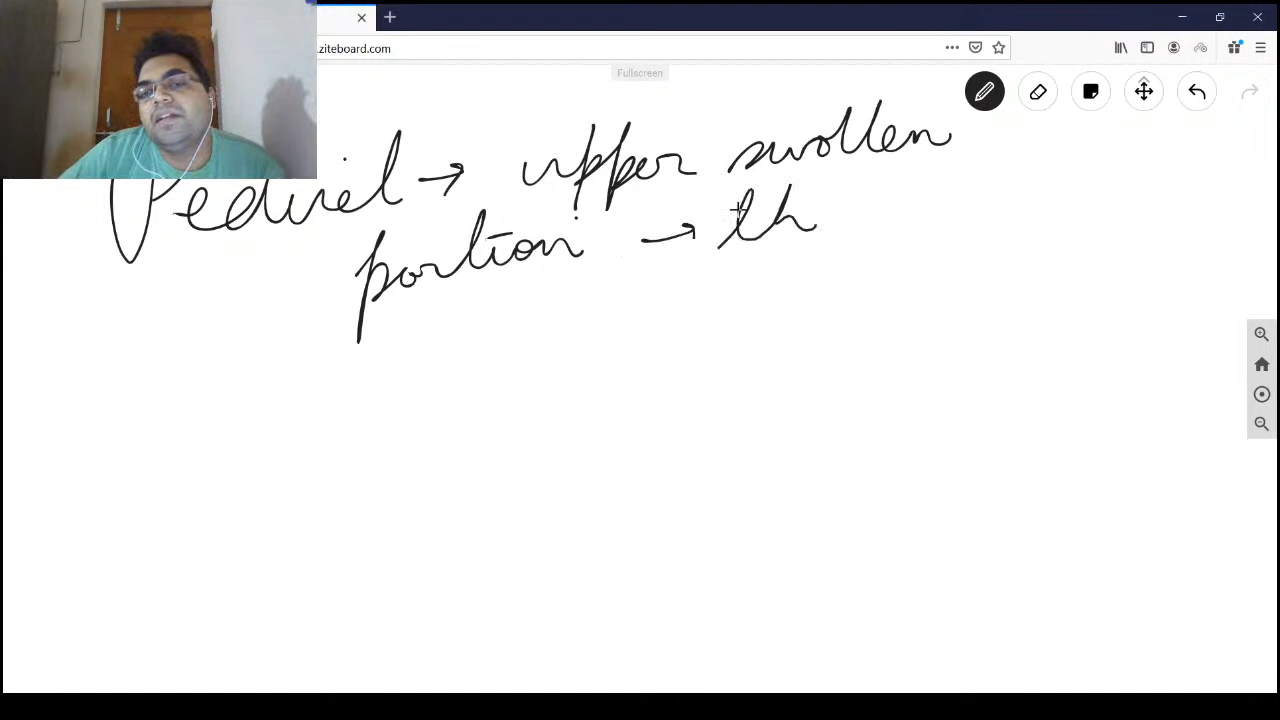 .ziteboard.com
Fullscreen
Pedicel → upper swollen
portion → th